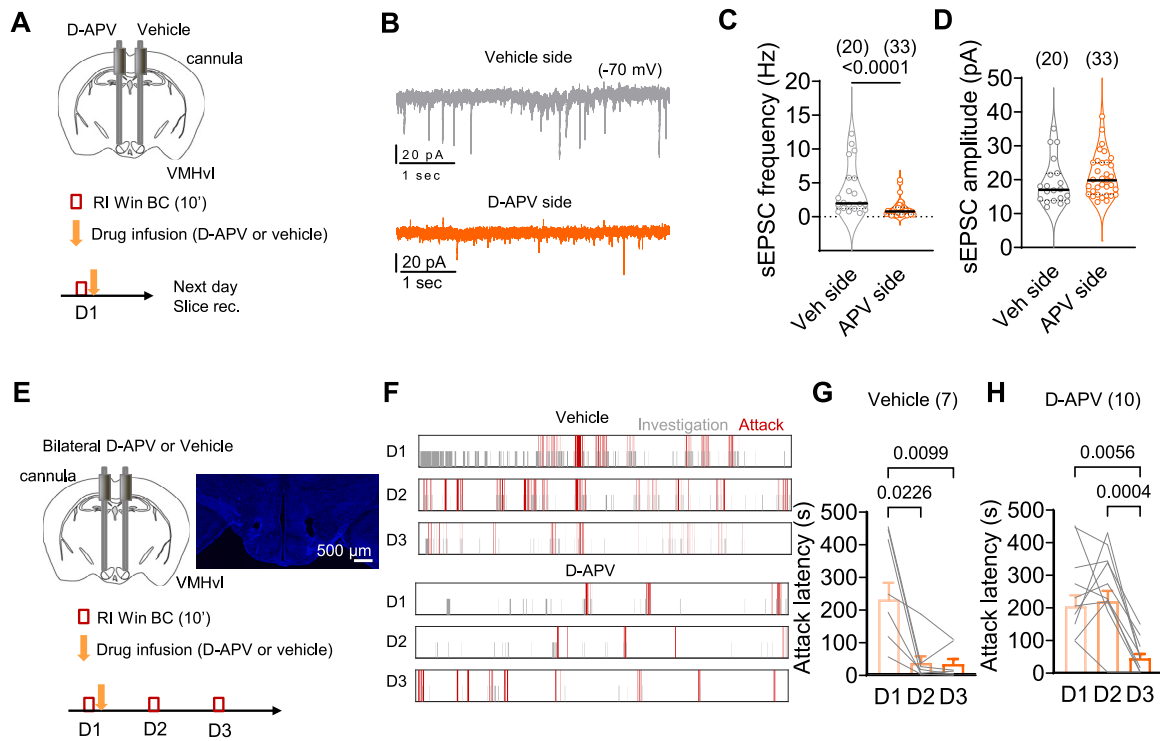 A
D-APV
Vehicle
cannula
VMHvl
RI Win BC (10')
Drug infusion (D-APV or vehicle)
D1
Next day
Slice rec.
B
Vehicle side
(-70 mV)
20 pA
1 sec
D-APV side
20 pA
1 sec
C
(20)
(33)
<0.0001
sEPSC frequency (Hz)
20
15
10
5
0
Veh side
APV side
D
(20)
(33)
sEPSC amplitude (pA)
50
40
30
20
10
0
Veh side
APV side
E
Bilateral D-APV or Vehicle
cannula
VMHvl
500 µm
RI Win BC (10')
Drug infusion (D-APV or vehicle)
D1
D2
D3
F
Vehicle
Investigation
Attack
D1
D2
D3
D-APV
D1
D2
D3
G
Vehicle (7)
0.0099
0.0226
Attack latency (s)
500
400
300
200
100
0
D1 D2 D3
H
D-APV (10)
0.0056
0.0004
Attack latency (s)
500
400
300
200
100
0
D1 D2 D3